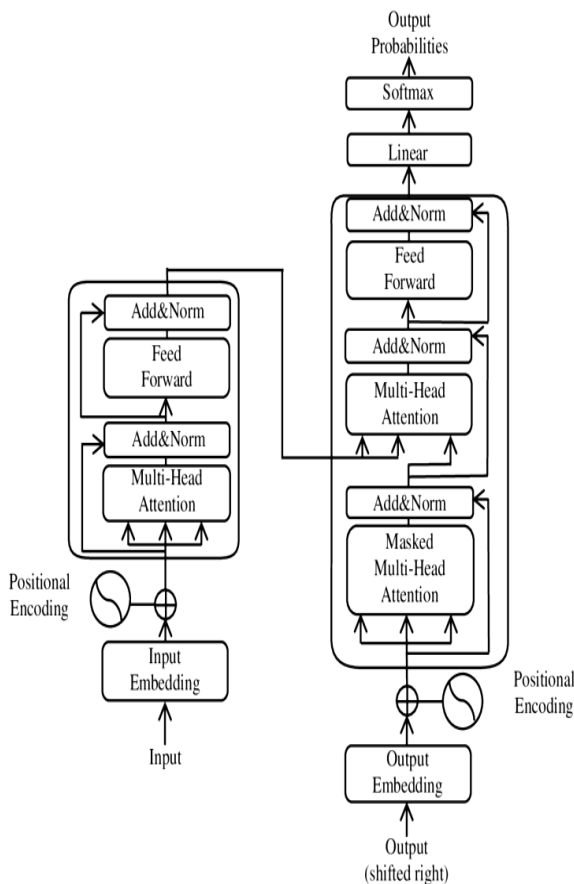 Output
Probabilities
Softmax
Linear
Add&Norm
Feed
Forward
Add&Norm
Multi-Head
Attention
Add&Norm
Masked
Multi-Head
Attention
Positional
Encoding
Output
Embedding
Output
(shifted right)
Add&Norm
Feed
Forward
Add&Norm
Multi-Head
Attention
Positional
Encoding
Input
Embedding
Input